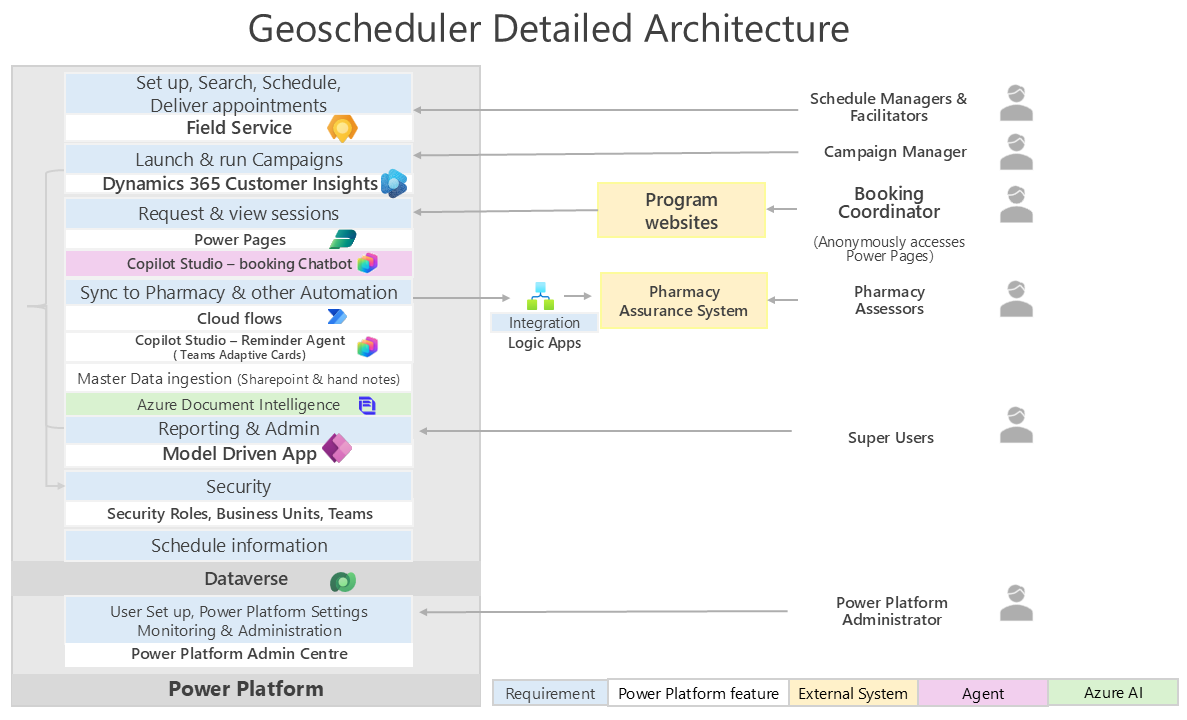 Geoscheduler Detailed Architecture
Set up, Search, Schedule,
Deliver appointments
Field Service
Launch & run Campaigns
Dynamics 365 Customer Insights
Request & view sessions
Power Pages
Copilot Studio – booking Chatbot
Sync to Pharmacy & other Automation
Cloud flows
Copilot Studio – Reminder Agent
( Teams Adaptive Cards)
Master Data ingestion (Sharepoint & hand notes)
Azure Document Intelligence
Reporting & Admin
Model Driven App
Security
Security Roles, Business Units, Teams
Schedule information
Dataverse
User Set up, Power Platform Settings
Monitoring & Administration
Power Platform Admin Centre
Power Platform
Program
websites
Integration
Logic Apps
Pharmacy
Assurance System
Schedule Managers &
Facilitators
Campaign Manager
Booking
Coordinator
(Anonymously accesses
Power Pages)
Pharmacy
Assessors
Super Users
Power Platform
Administrator
Requirement
Power Platform feature
External System
Agent
Azure AI